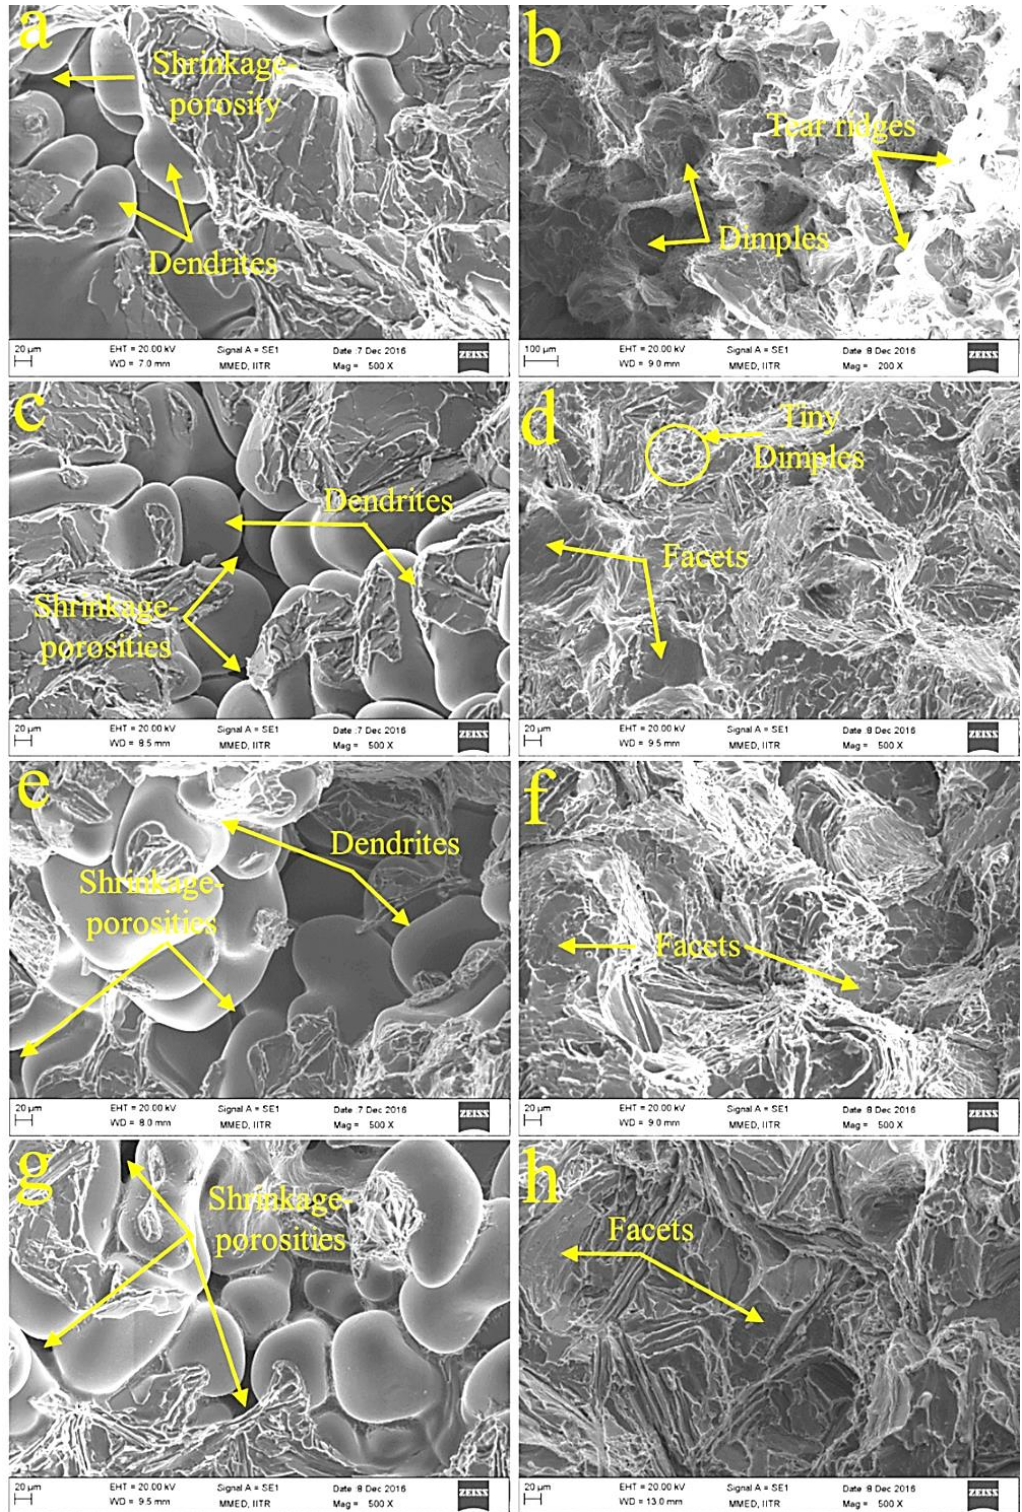 a
Shrinkage-
porosity
Dendrites
20 µm
EHT = 20.00 kV
Signal A = SE1
Date :7 Dec 2016
ZEISS
WD = 7.0 mm
MMED, IITR
Mag = 500 X
b
Tear ridges
Dimples
100 µm
EHT = 20.00 kV
Signal A = SE1
Date :8 Dec 2016
ZEISS
WD = 9.0 mm
MMED, IITR
Mag = 200 X
c
Dendrites
Shrinkage-
porosities
20 µm
EHT = 20.00 kV
Signal A = SE1
Date :7 Dec 2016
ZEISS
WD = 8.5 mm
MMED, IITR
Mag = 500 X
d
Tiny
Dimples
Facets
20 µm
EHT = 20.00 kV
Signal A = SE1
Date :8 Dec 2016
ZEISS
WD = 9.5 mm
MMED, IITR
Mag = 500 X
e
Dendrites
Shrinkage-
porosities
20 µm
EHT = 20.00 kV
Signal A = SE1
Date :7 Dec 2016
ZEISS
WD = 8.0 mm
MMED, IITR
Mag = 500 X
f
Facets
20 µm
EHT = 20.00 kV
Signal A = SE1
Date :8 Dec 2016
ZEISS
WD = 9.0 mm
MMED, IITR
Mag = 500 X
g
Shrinkage-
porosities
20 µm
EHT = 20.00 kV
Signal A = SE1
Date :8 Dec 2016
ZEISS
WD = 9.5 mm
MMED, IITR
Mag = 500 X
h
Facets
20 µm
EHT = 20.00 kV
Signal A = SE1
Date :8 Dec 2016
ZEISS
WD = 13.0 mm
MMED, IITR
Mag = 500 X